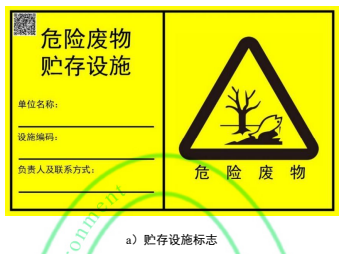 危险废物
贮存设施
单位名称：
设施编码：
负责人及联系方式：
危险废物
a）贮存设施标志
nment